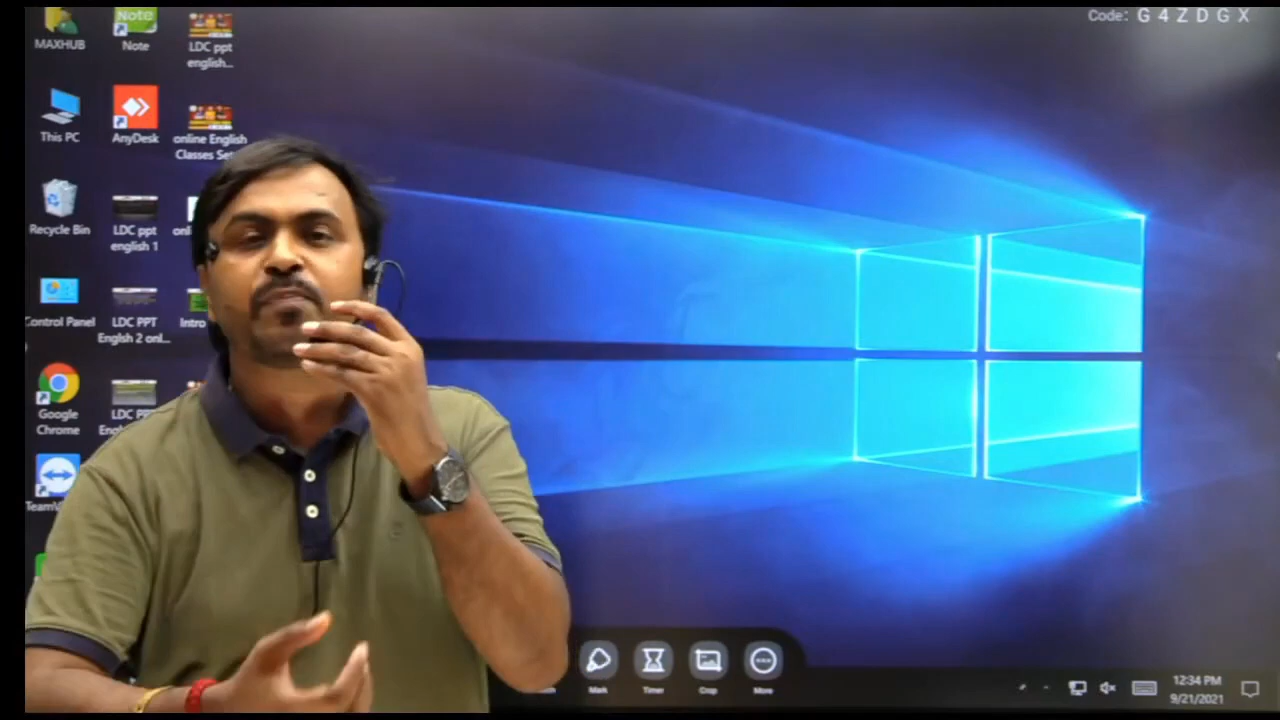 Code: G 4 Z D G X
MAXHUB
Note
Note
LDC ppt
english...
This PC
AnyDesk
online English
Recycle Bin
LDC ppt
english 1
Control Panel
LDC PPT
Englsh 2 onl...
Intro
Google
Chrome
Mark
Timer
Crop
More
12:34 PM
9/21/2021